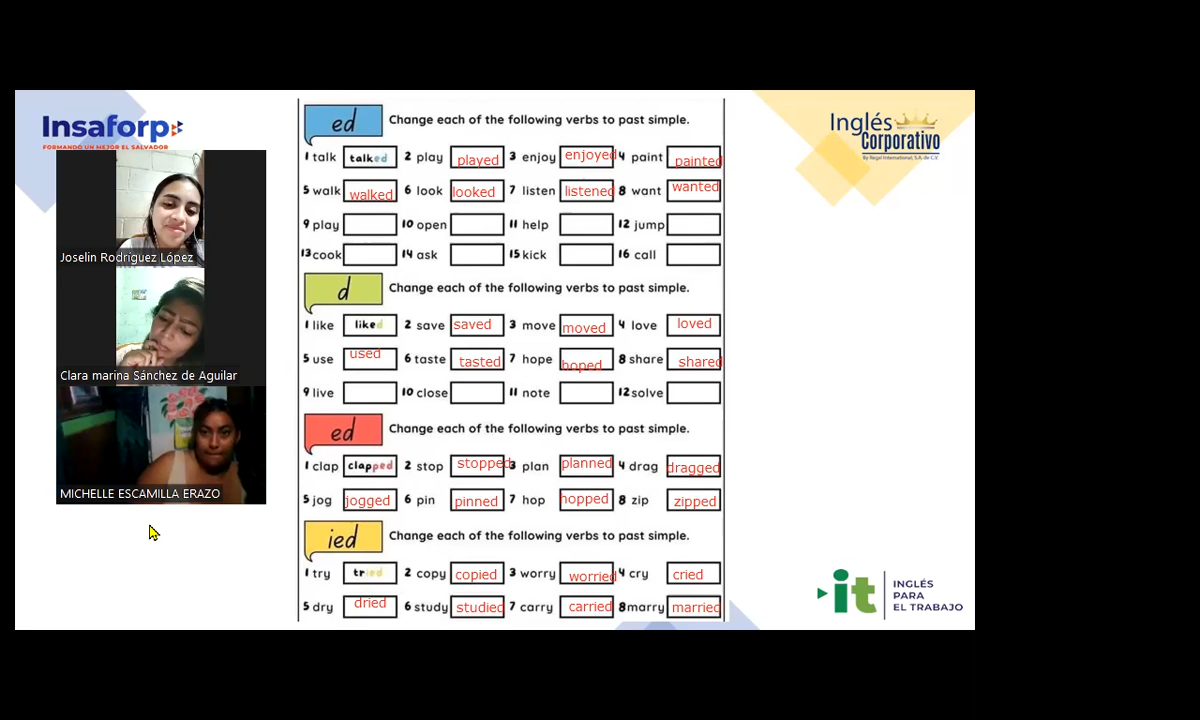 Insaforp
FORMANDO UN MEJOR EL SALVADOR
Joselin Rodríguez López
Clara marina Sánchez de Aguilar
MICHELLE ESCAMILLA ERAZO
ed Change each of the following verbs to past simple.
1 talk talked 2 play played 3 enjoy enjoyed 4 paint painted
5 walk walked 6 look looked 7 listen listened 8 want wanted
9 play 10 open 11 help 12 jump
13 cook 14 ask 15 kick 16 call
d Change each of the following verbs to past simple.
1 like liked 2 save saved 3 move moved 4 love loved
5 use used 6 taste tasted 7 hope hoped 8 share shared
9 live 10 close 11 note 12 solve
ed Change each of the following verbs to past simple.
1 clap clapped 2 stop stopped 3 plan planned 4 drag dragged
5 jog jogged 6 pin pinned 7 hop hopped 8 zip zipped
ied Change each of the following verbs to past simple.
1 try tried 2 copy copied 3 worry worried 4 cry cried
5 dry dried 6 study studied 7 carry carried 8 marry married
Inglés
Corporativo
By Regal International, S.A. de C.V.
it
INGLÉS
PARA
EL TRABAJO